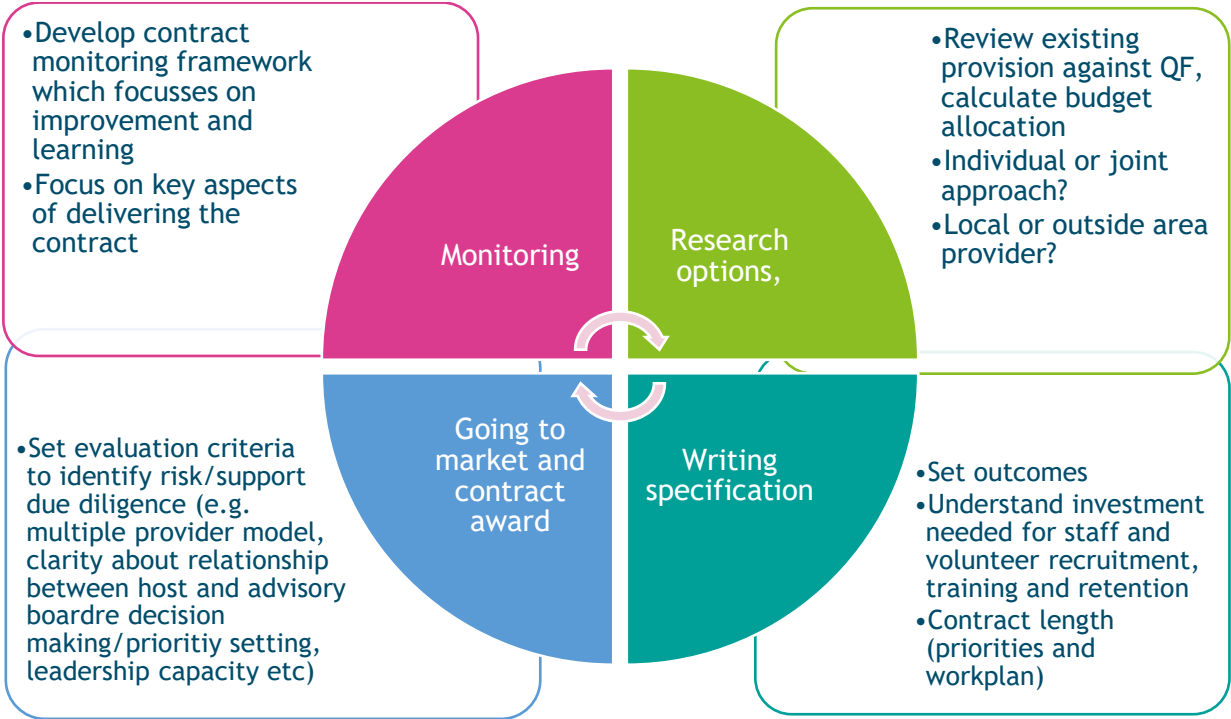 •Develop contract
monitoring framework
which focusses on
improvement and
learning
•Focus on key aspects
of delivering the
contract
Monitoring
Research
options,
•Review existing
provision against QF,
calculate budget
allocation
•Individual or joint
approach?
•Local or outside area
provider?
•Set evaluation criteria
to identify risk/support
due diligence (e.g.
multiple provider model,
clarity about relationship
between host and advisory
boardre decision
making/prioritiy setting,
leadership capacity etc)
Going to
market and
contract
award
Writing
specification
•Set outcomes
•Understand investment
needed for staff and
volunteer recruitment,
training and retention
•Contract length
(priorities and
workplan)